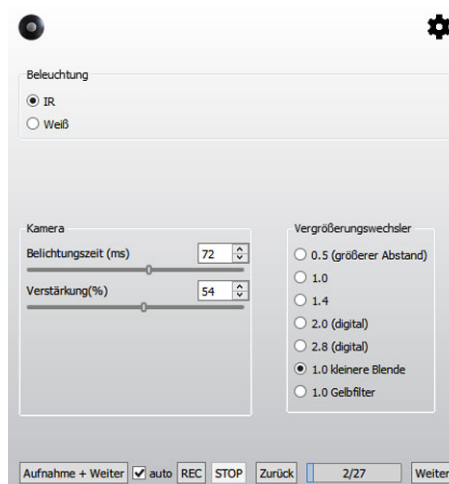 Beleuchtung
IR
Weiß
Kamera
Belichtungszeit (ms) 72
Verstärkung(%) 54
Vergrößerungswechsler
0.5 (größerer Abstand)
1.0
1.4
2.0 (digital)
2.8 (digital)
1.0 kleinere Blende
1.0 Gelbfilter
Aufnahme + Weiter auto REC STOP Zurück 2/27 Weiter